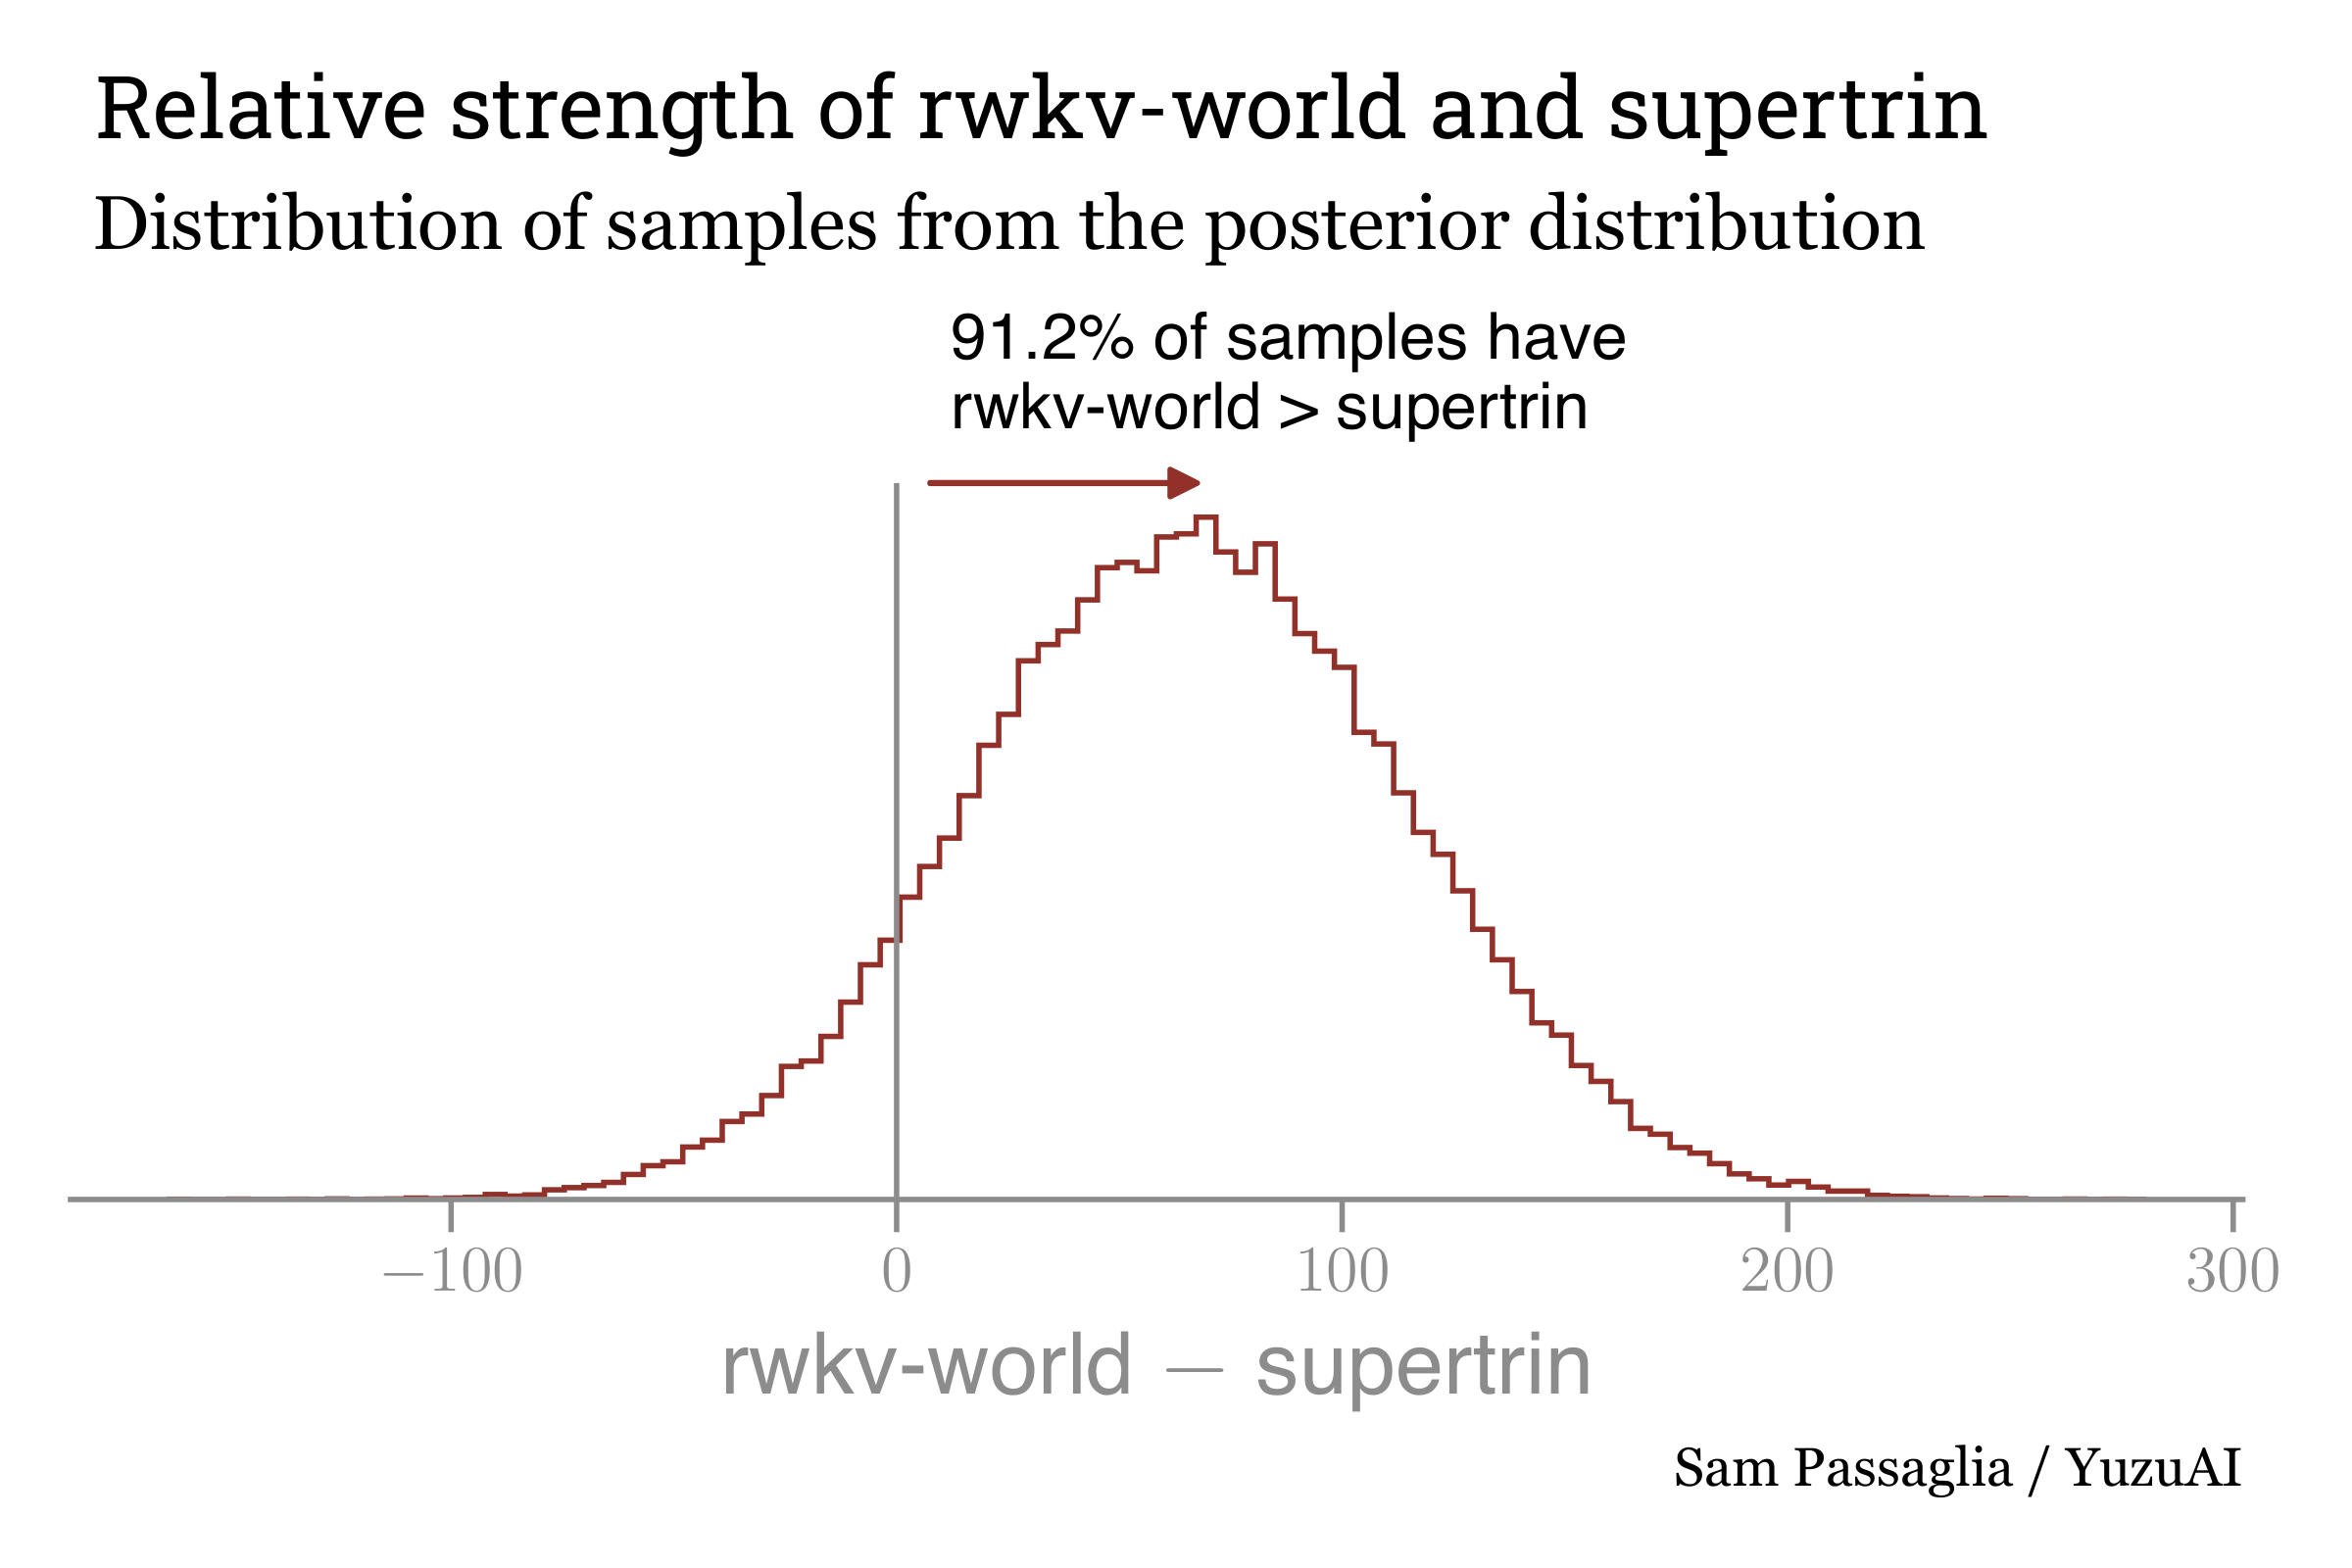 Relative strength of rwkv-world and supertrin
Distribution of samples from the posterior distribution
91.2% of samples have
rwkv-world > supertrin
−100 0 100 200 300
rwkv-world — supertrin
Sam Passaglia / YuzuAI